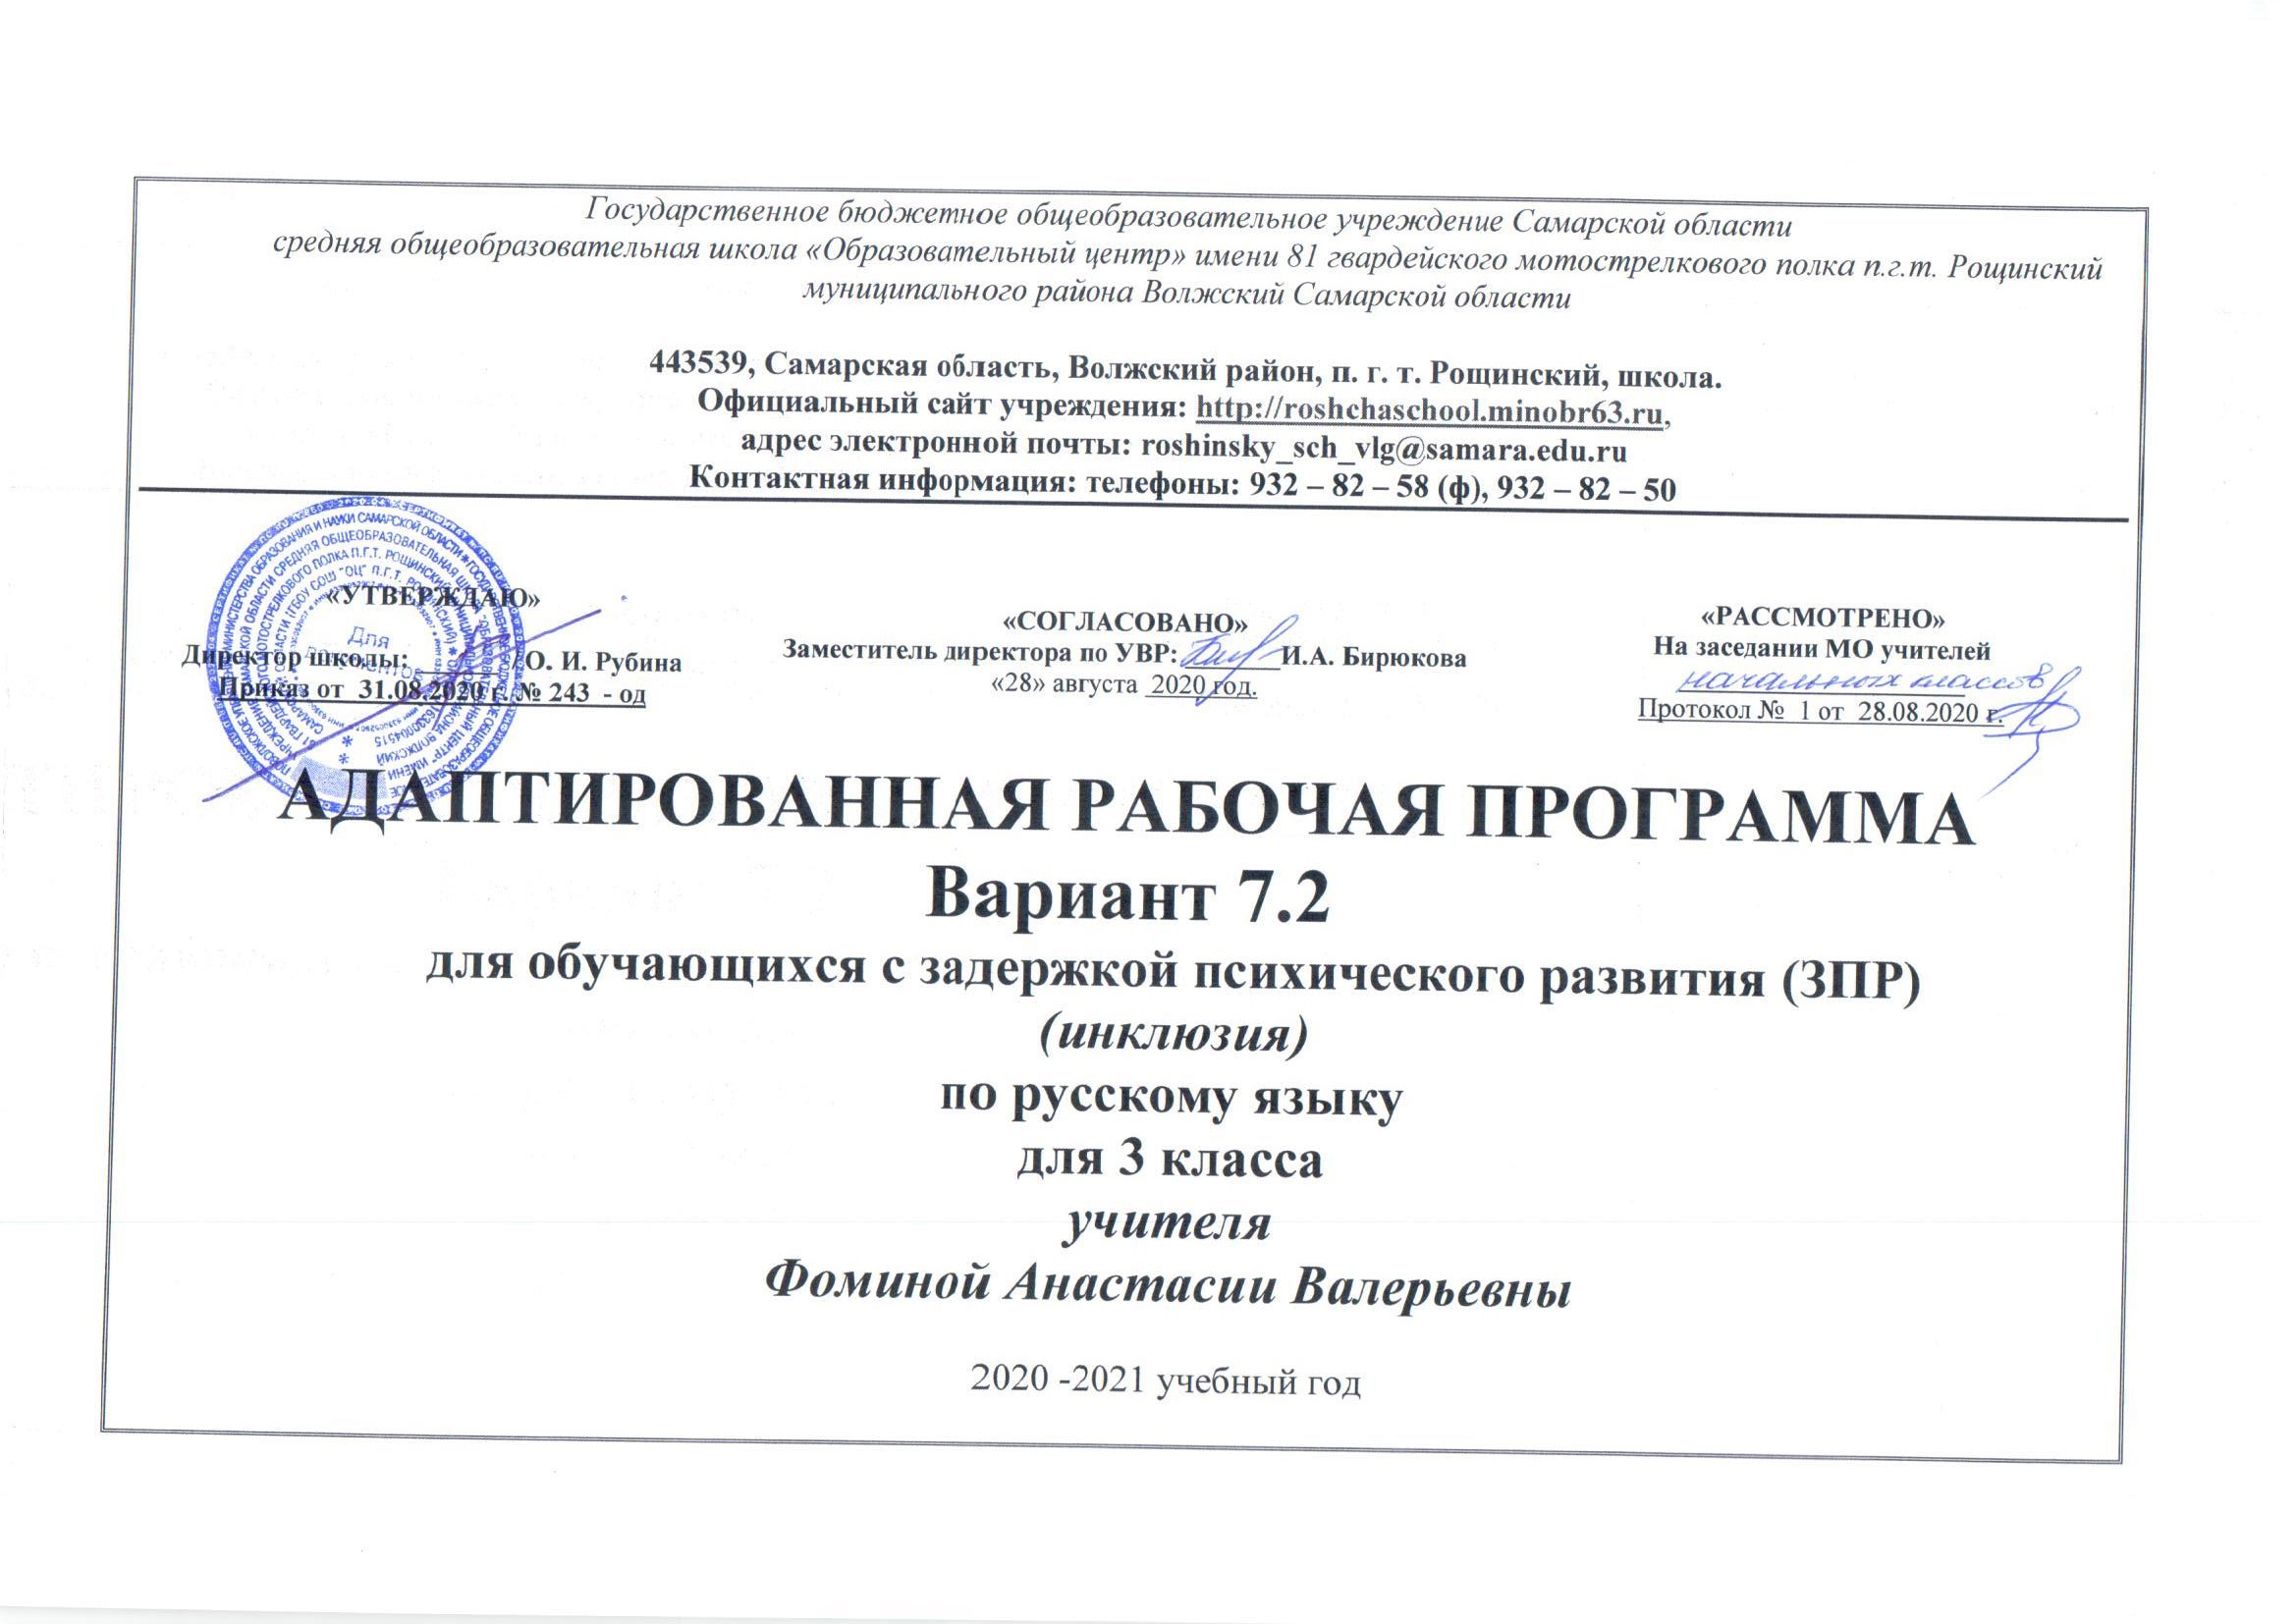 Государственное бюджетное общеобразовательное учреждение Самарской области
средняя общеобразовательная школа «Образовательный центр» имени 81 гвардейского мотострелкового полка п.г.т. Рощинский
муниципального района Волжский Самарской области
443539, Самарская область, Волжский район, п. г. т. Рощинский, школа.
Официальный сайт учреждения: http://roshchaschool.minobr63.ru,
адрес электронной почты: roshinsky_sch_vlg@samara.edu.ru
Контактная информация: телефоны: 932 – 82 – 58 (ф), 932 – 82 – 50
«УТВЕРЖДАЮ»
Директор школы: О. И. Рубина
Приказ от 31.08.2020 г. № 243 - од
Для
документов
«СОГЛАСОВАНО»
Заместитель директора по УВР: И.А. Бирюкова
«28» августа 2020 год.
«РАССМОТРЕНО»
На заседании МО учителей
начальных классов
Протокол № 1 от 28.08.2020 г.
АДАПТИРОВАННАЯ РАБОЧАЯ ПРОГРАММА
Вариант 7.2
для обучающихся с задержкой психического развития (ЗПР)
(инклюзия)
по русскому языку
для 3 класса
учителя
Фоминой Анастасии Валерьевны
2020 -2021 учебный год